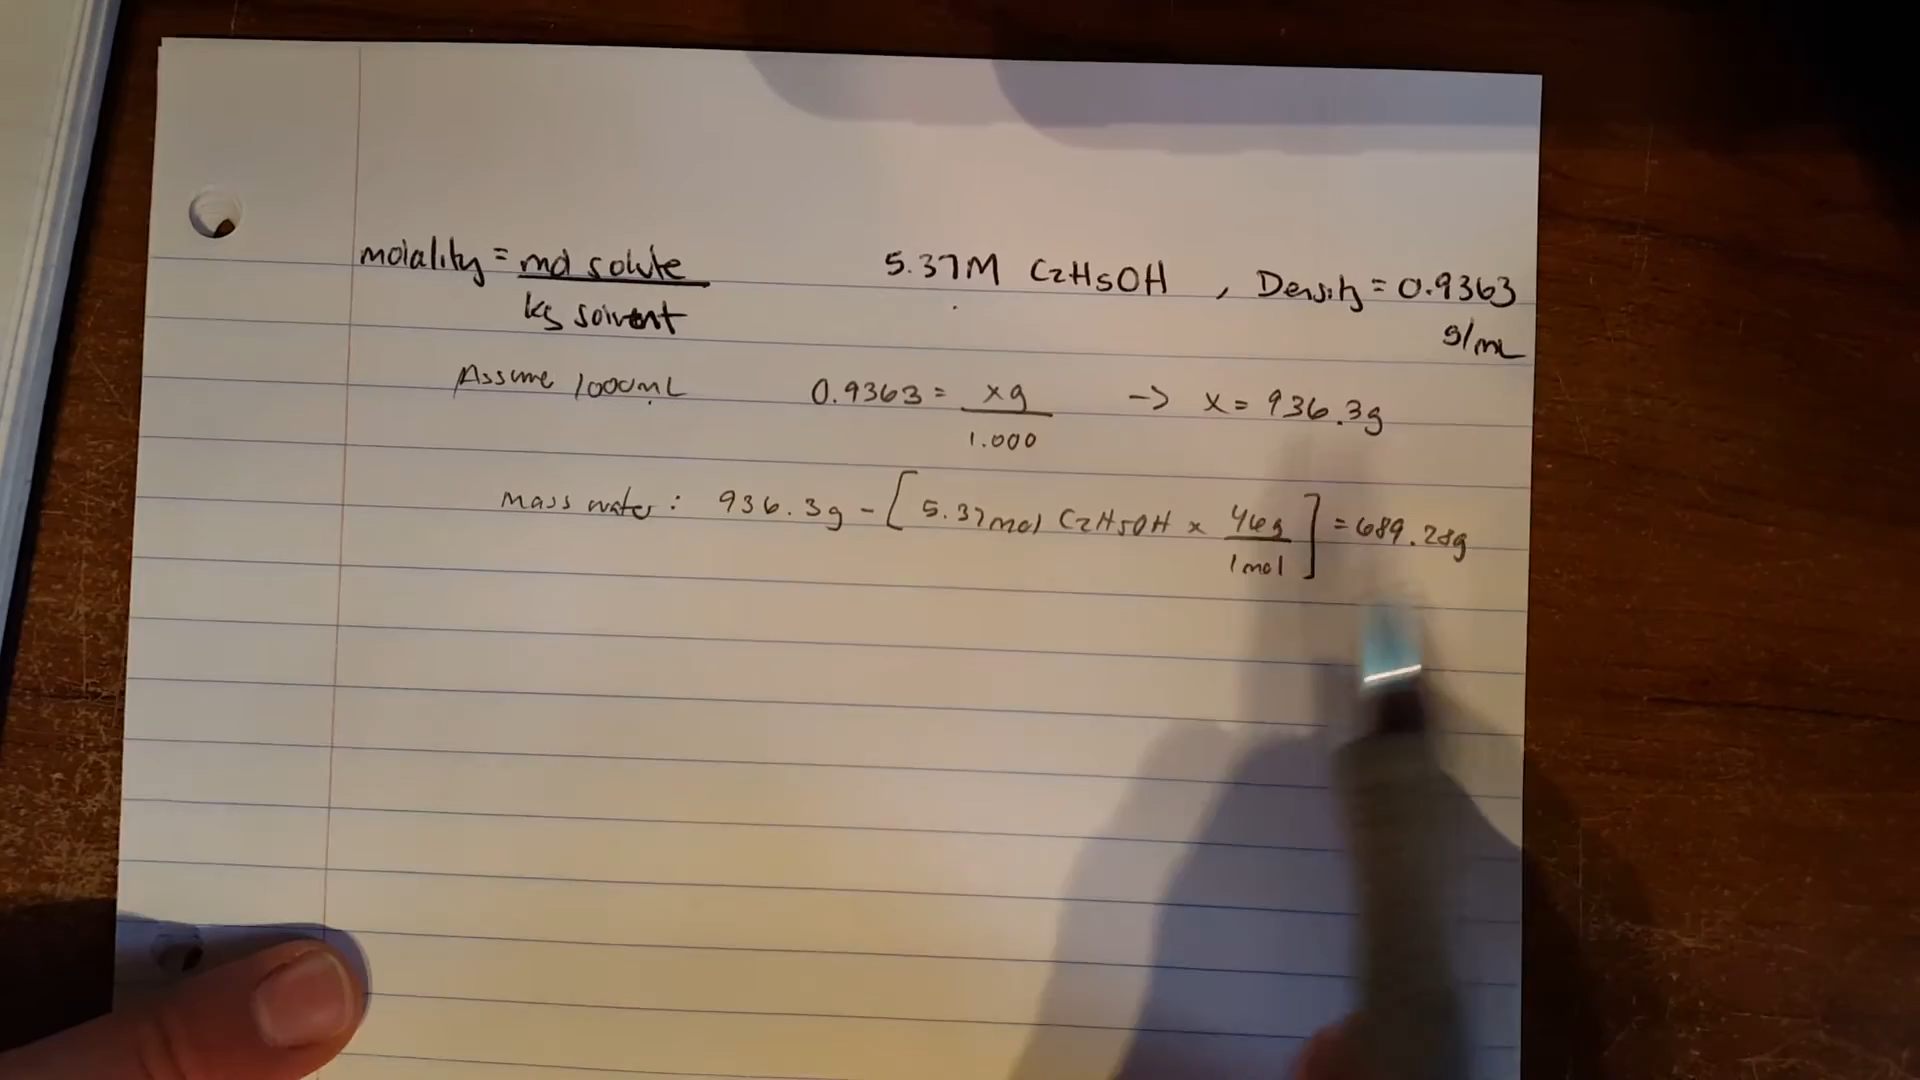 molality = mol solute / kg solvent
5.37M C2H5OH , Density = 0.9363 g/mL
Assume 1000mL 0.9363 = xg / 1.000 -> x = 936.3g
Mass water: 936.3g - [5.37mol C2H5OH x 46g / 1mol] = 689.28g